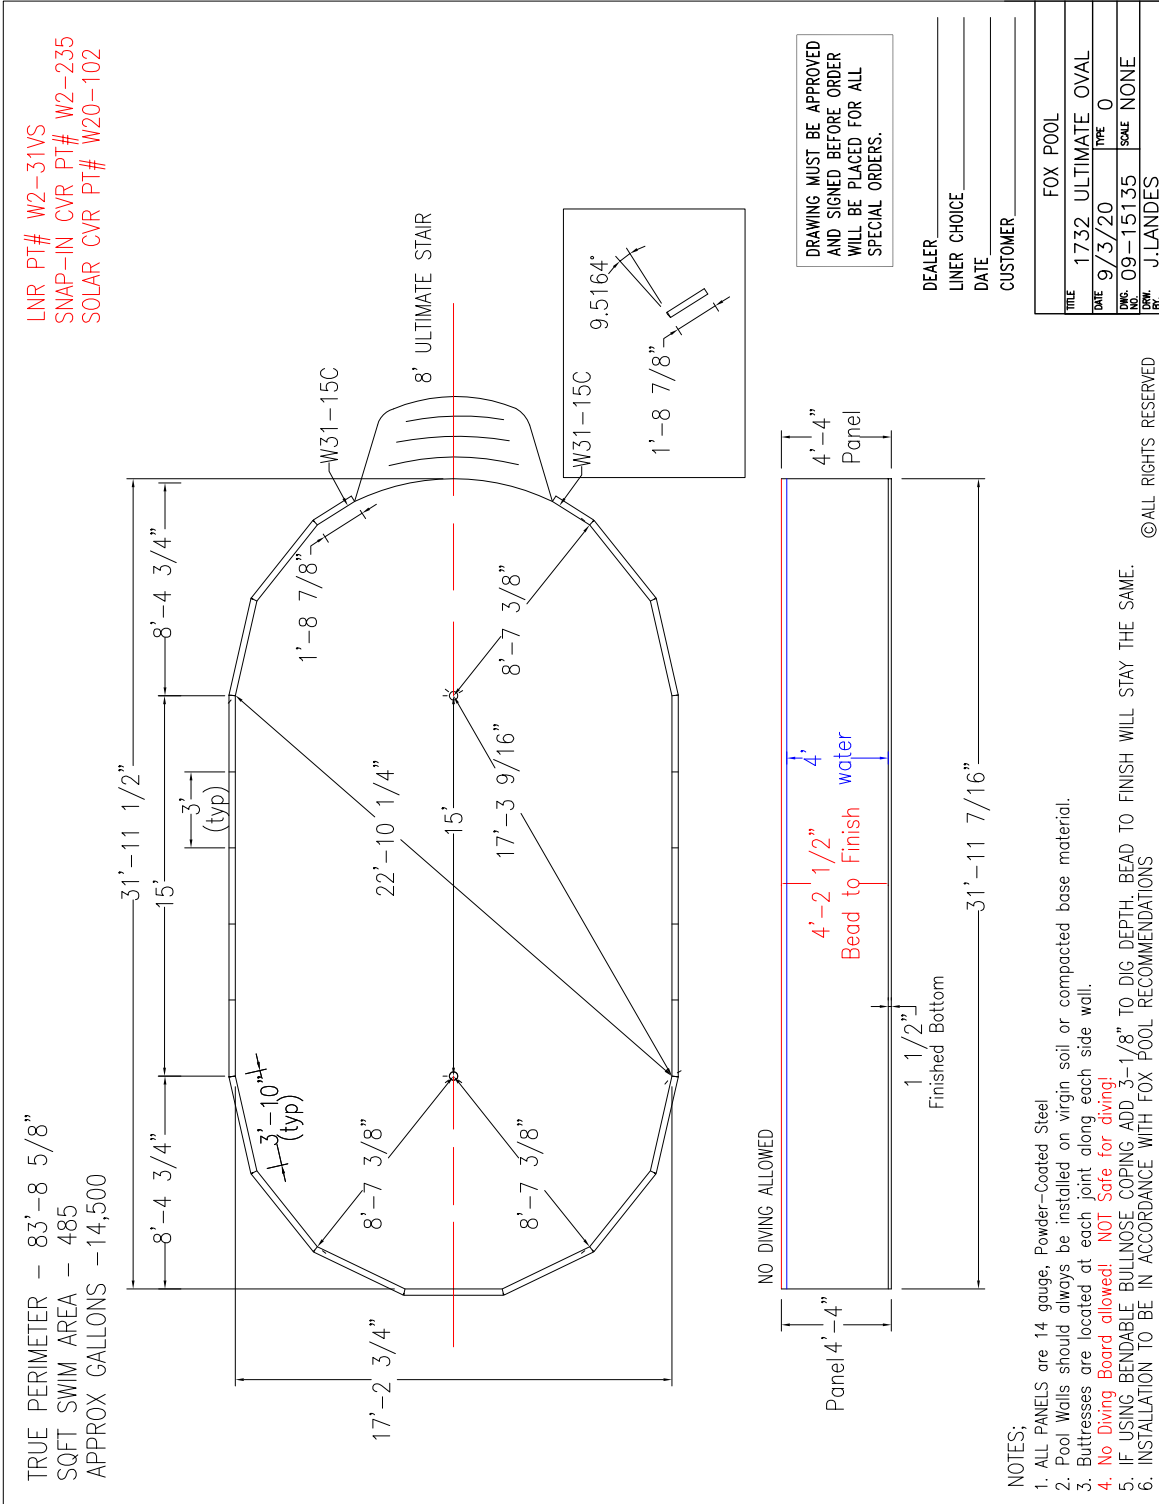 TRUE PERIMETER - 83'-8 5/8"
SQFT SWIM AREA - 485
APPROX GALLONS -14,500
LNR PT# W2-31VS
SNAP-IN CVR PT# W2-235
SOLAR CVR PT# W20-102
31'-11 1/2"
8'-4 3/4"
15'
8'-4 3/4"
3'
(typ)
3'-10"
(typ)
1'-8 7/8"
W31-15C
8' ULTIMATE STAIR
17'-2 3/4"
8'-7 3/8"
8'-7 3/8"
22'-10 1/4"
15'
17'-3 9/16"
8'-7 3/8"
W31-15C
9.5164°
1'-8 7/8"
NO DIVING ALLOWED
Panel 4'-4"
4'-2 1/2"
Bead to Finish
4'
water
4'-4"
Panel
1 1/2"
Finished Bottom
31'-11 7/16"
DRAWING MUST BE APPROVED
AND SIGNED BEFORE ORDER
WILL BE PLACED FOR ALL
SPECIAL ORDERS.
DEALER
LINER CHOICE
DATE
CUSTOMER
NOTES;
1. ALL PANELS are 14 gauge, Powder-Coated Steel
2. Pool Walls should always be installed on virgin soil or compacted base material.
3. Buttresses are located at each joint along each side wall.
4. No Diving Board allowed! NOT Safe for diving!
5. IF USING BENDABLE BULLNOSE COPING ADD 3-1/8" TO DIG DEPTH. BEAD TO FINISH WILL STAY THE SAME.
6. INSTALLATION TO BE IN ACCORDANCE WITH FOX POOL RECOMMENDATIONS
©ALL RIGHTS RESERVED
FOX POOL
TITLE 1732 ULTIMATE OVAL
DATE 9/3/20 TYPE O
DWG. NO. 09-15135 SCALE NONE
DRW. BY. J.LANDES